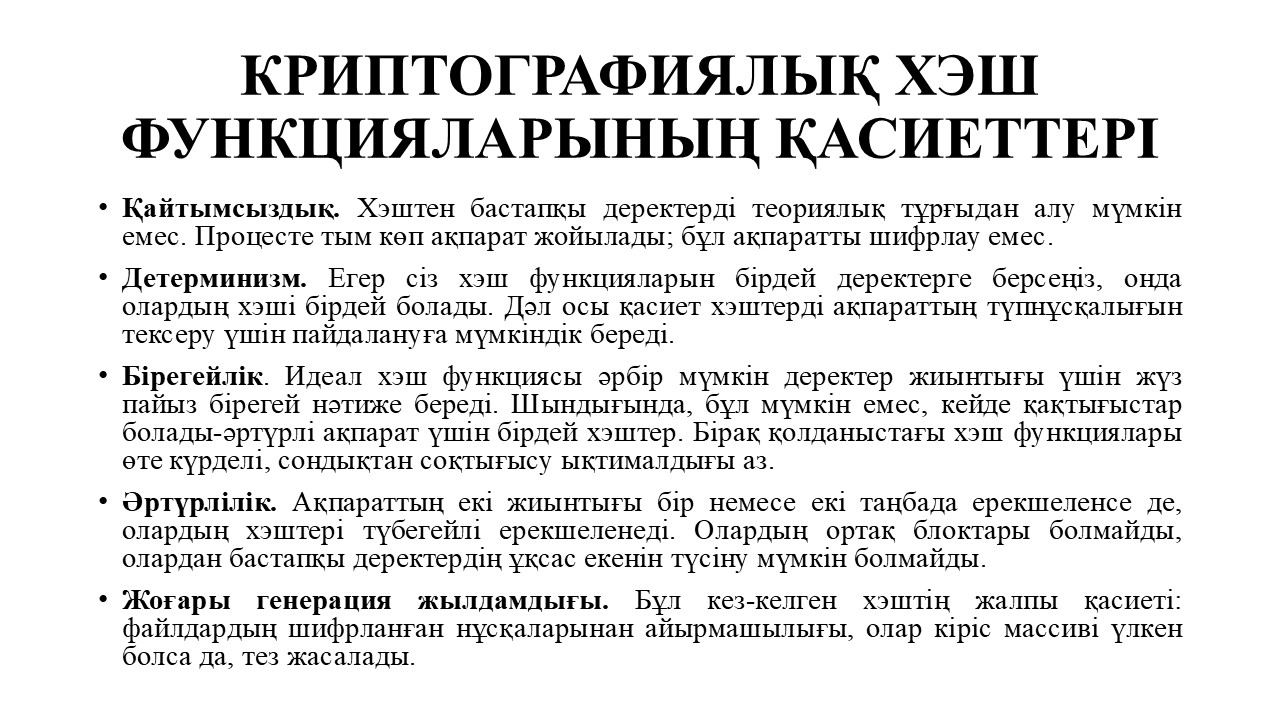 КРИПТОГРАФИЯЛЫҚ ХЭШ
ФУНКЦИЯЛАРЫНЫҢ ҚАСИЕТТЕРІ
• Қайтымсыздық. Хэштен бастапқы деректерді теориялық тұрғыдан алу мүмкін
емес. Процесте тым көп ақпарат жойылады; бұл ақпаратты шифрлау емес.
• Детерминизм. Егер сіз хэш функцияларын бірдей деректерге берсеңіз, онда
олардың хэші бірдей болады. Дәл осы қасиет хэштерді ақпараттың түпнұсқалығын
тексеру үшін пайдалануға мүмкіндік береді.
• Бірегейлік. Идеал хэш функциясы әрбір мүмкін деректер жиынтығы үшін жүз
пайыз бірегей нәтиже береді. Шындығында, бұл мүмкін емес, кейде қақтығыстар
болады-әртүрлі ақпарат үшін бірдей хэштер. Бірақ қолданыстағы хэш функциялары
өте күрделі, сондықтан соқтығысу ықтималдығы аз.
• Әртүрлілік. Ақпараттың екі жиынтығы бір немесе екі таңбада ерекшеленсе де,
олардың хэштері түбегейлі ерекшеленеді. Олардың ортақ блоктары болмайды,
олардан бастапқы деректердің ұқсас екенін түсіну мүмкін болмайды.
• Жоғары генерация жылдамдығы. Бұл кез-келген хэштің жалпы қасиеті:
файлдардың шифрланған нұсқаларынан айырмашылығы, олар кіріс массиві үлкен
болса да, тез жасалады.